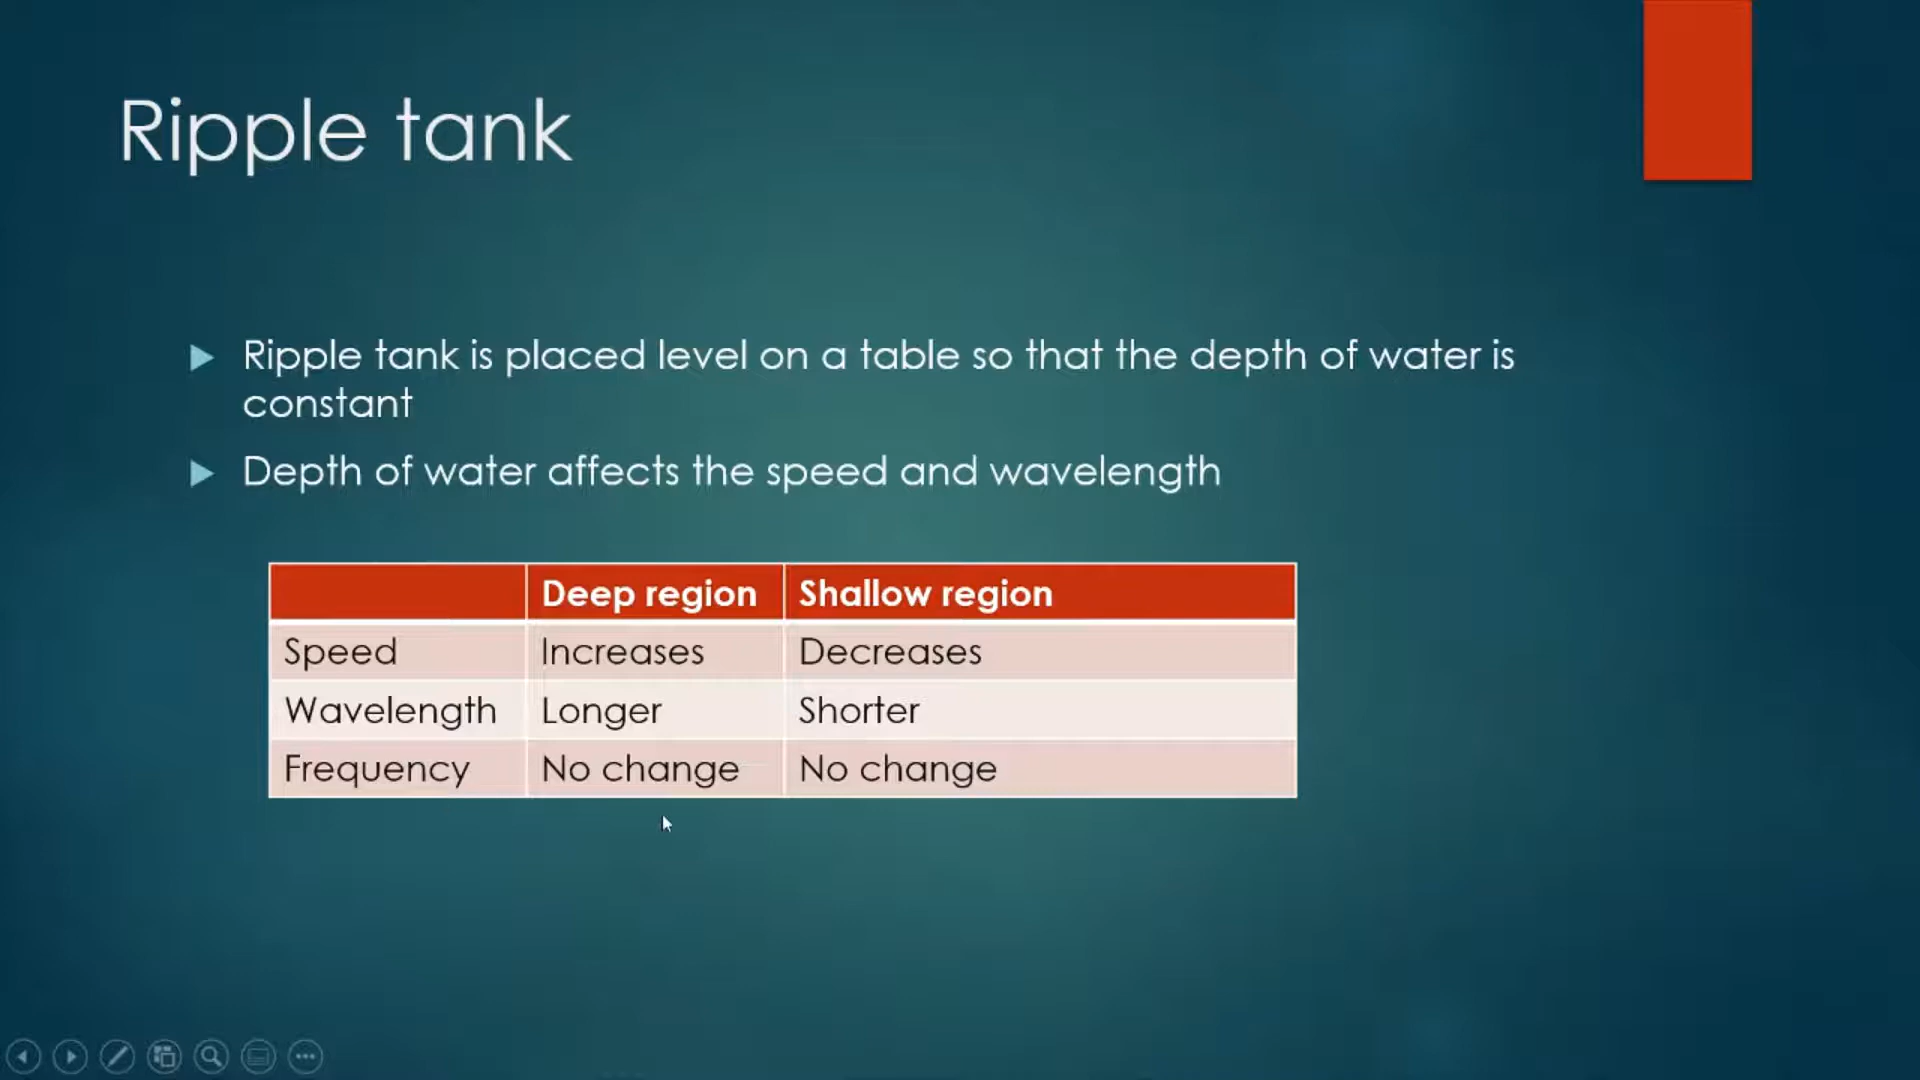 Ripple tank
Ripple tank is placed level on a table so that the depth of water is
constant
Depth of water affects the speed and wavelength
Deep region Shallow region
Speed Increases Decreases
Wavelength Longer Shorter
Frequency No change No change